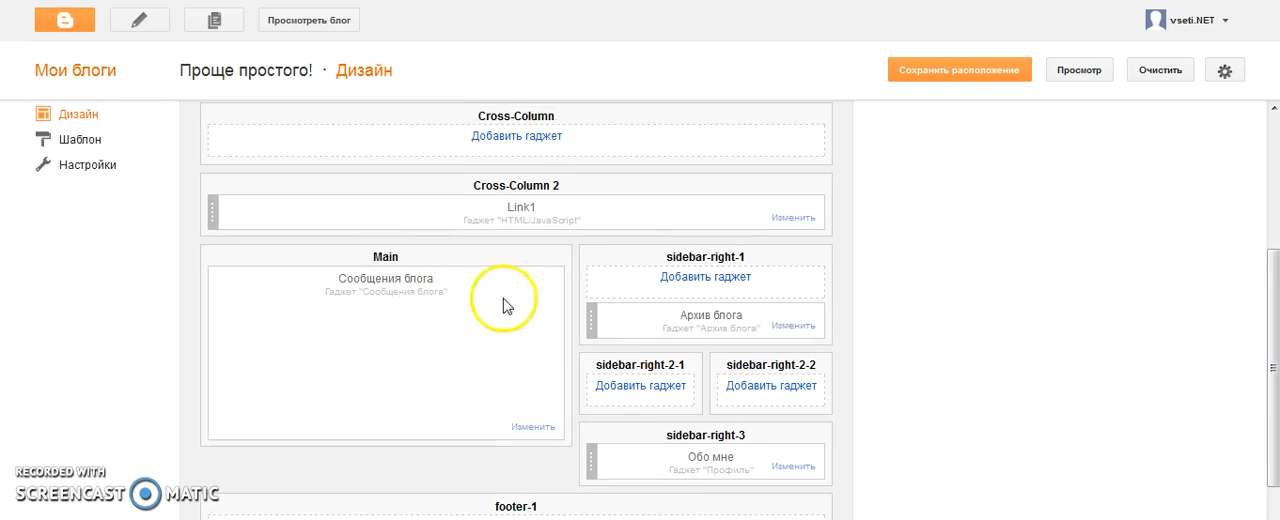 Просмотреть блог
vseti.NET
Мои блоги
Проще простого! · Дизайн
Сохранить расположение
Просмотр
Очистить
Дизайн
Шаблон
Настройки
Cross-Column
Добавить гаджет
Cross-Column 2
Link1
Гаджет "HTML/JavaScript"
Изменить
Main
Сообщения блога
Гаджет "Сообщения блога"
Изменить
sidebar-right-1
Добавить гаджет
Архив блога
Гаджет "Архив блога"
Изменить
sidebar-right-2-1
Добавить гаджет
sidebar-right-2-2
Добавить гаджет
sidebar-right-3
Обо мне
Гаджет "Профиль"
Изменить
footer-1
RECORDED WITH
SCREENCAST MATIC